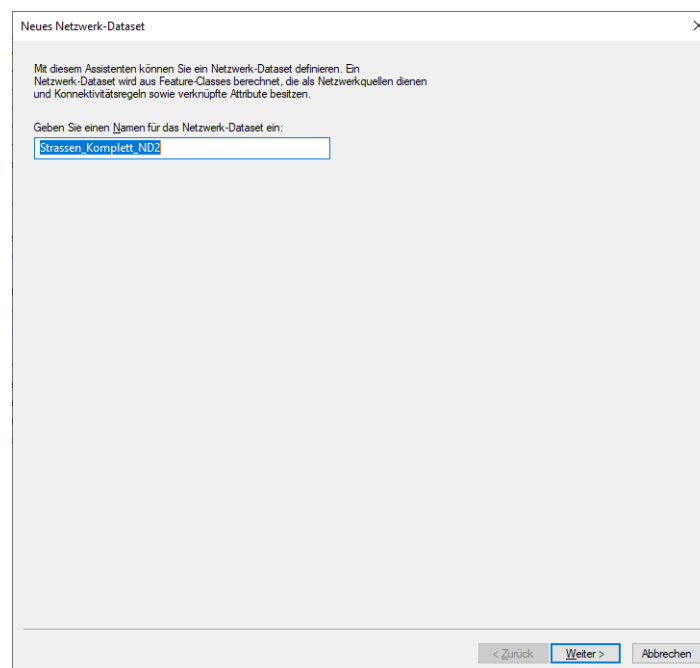 Neues Netzwerk-Dataset
Mit diesem Assistenten können Sie ein Netzwerk-Dataset definieren. Ein
Netzwerk-Dataset wird aus Feature-Classes berechnet, die als Netzwerkquellen dienen
und Konnektivitätsregeln sowie verknüpfte Attribute besitzen.
Geben Sie einen Namen für das Netzwerk-Dataset ein:
Strassen_Komplett_ND2
< Zurück Weiter > Abbrechen